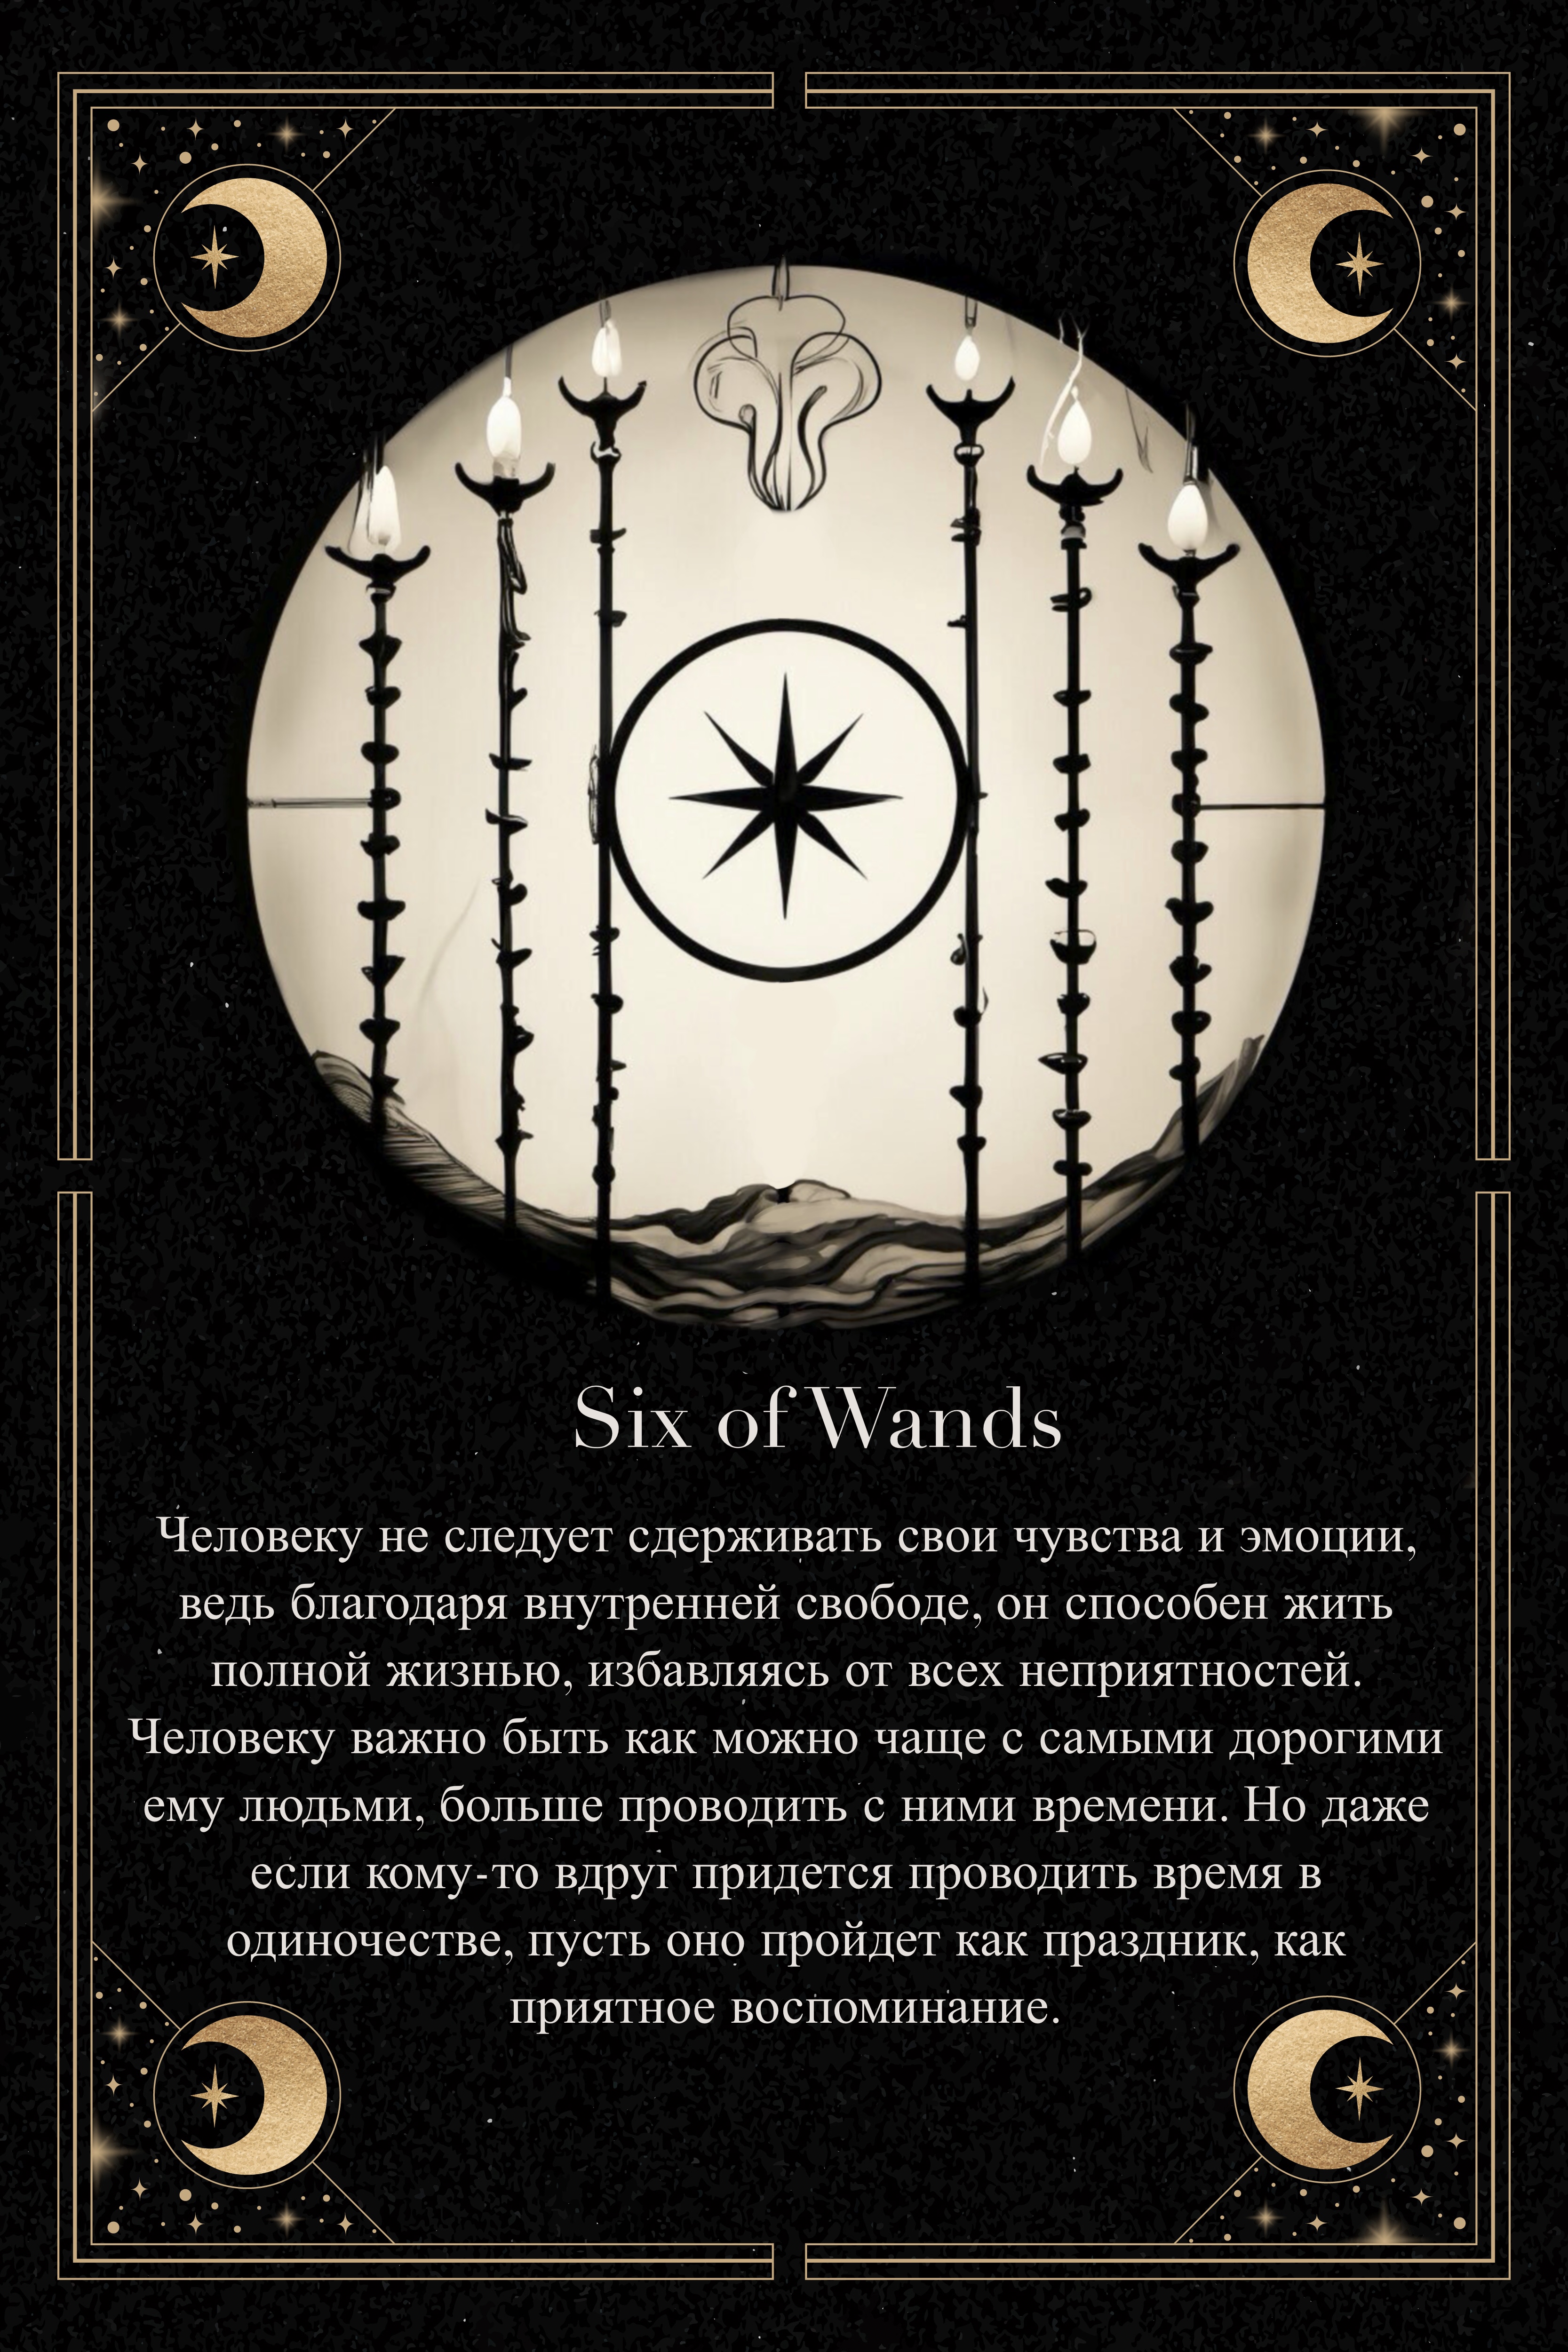 Six of Wands
Человеку не следует сдерживать свои чувства и эмоции,
ведь благодаря внутренней свободе, он способен жить
полной жизнью, избавляясь от всех неприятностей.
Человеку важно быть как можно чаще с самыми дорогими
ему людьми, больше проводить с ними времени. Но даже
если кому-то вдруг придется проводить время в
одиночестве, пусть оно пройдет как праздник, как
приятное воспоминание.